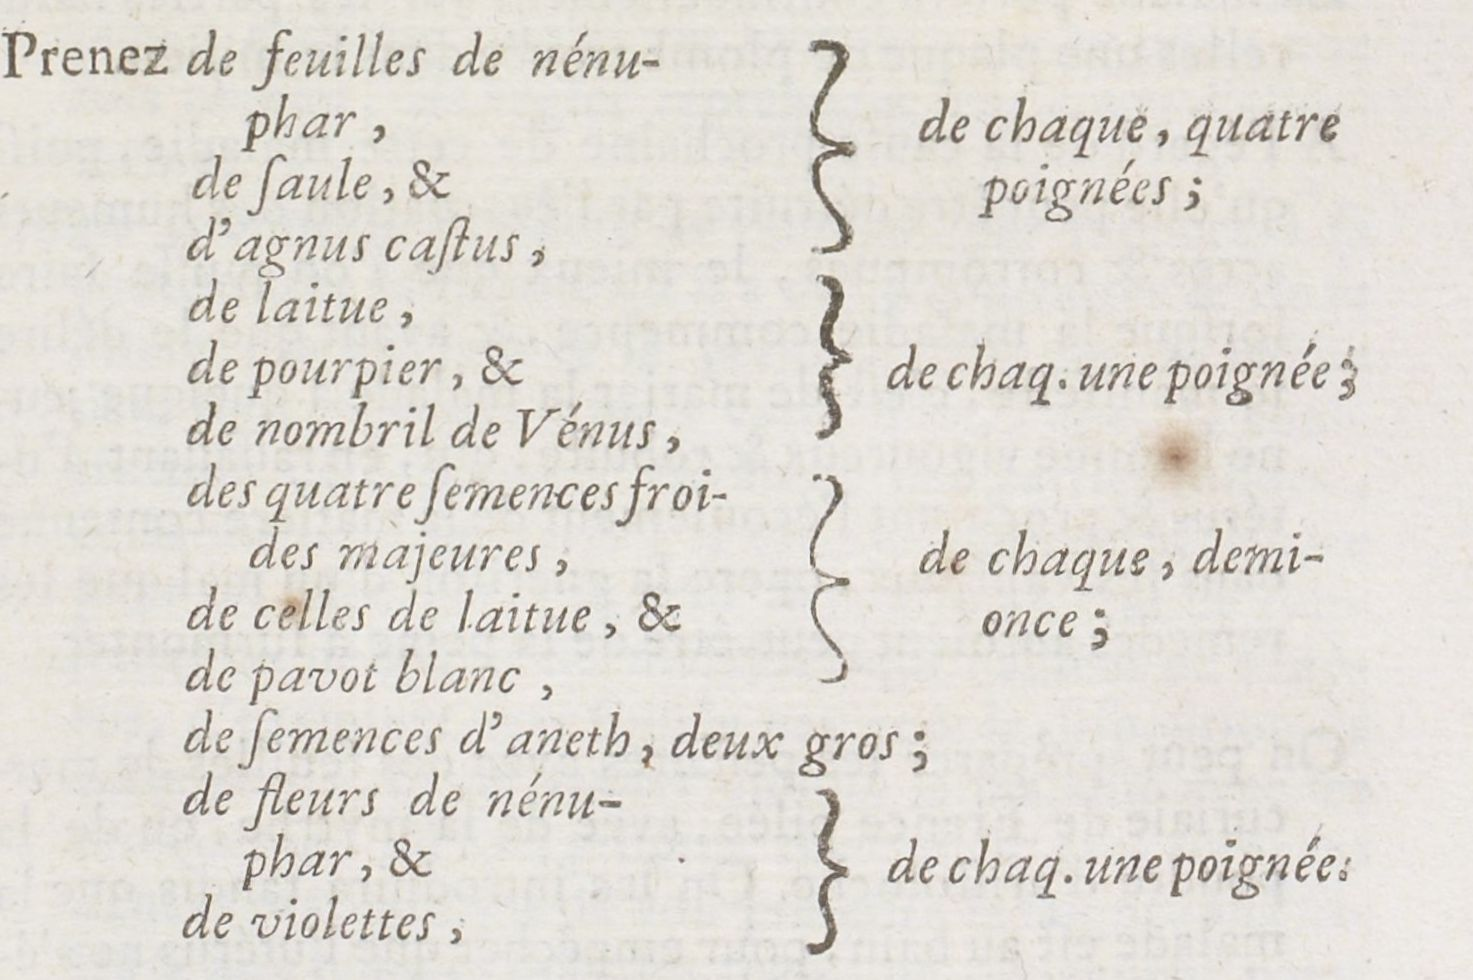 Prenez de feuilles de nénu-
phar,
de ſaule, &
d'agnus caſtus,
de chaque, quatre
poignées;
de laitue,
de pourpier, &
de nombril de Vénus,
de chaq. une poignée;
des quatre ſemences froi-
des majeures,
de celles de laitue, &
de pavot blanc,
de chaque, demi-
once;
de ſemences d'aneth, deux gros;
de fleurs de nénu-
phar, &
de violettes,
de chaq. une poignée.